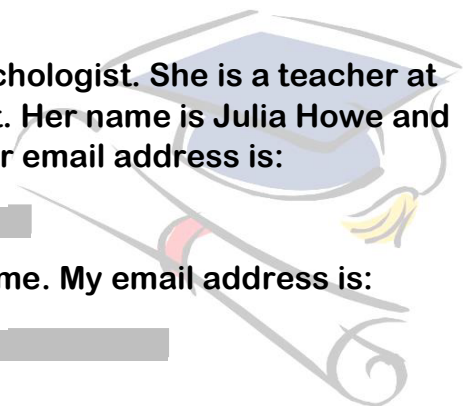 chologist. She is a teacher at
t. Her name is Julia Howe and
r email address is:
me. My email address is: